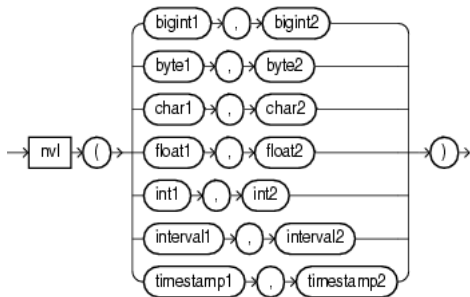 bigint1 , bigint2
byte1 , byte2
char1 , char2
nvl ( float1 , float2 )
int1 , int2
interval1 , interval2
timestamp1 , timestamp2